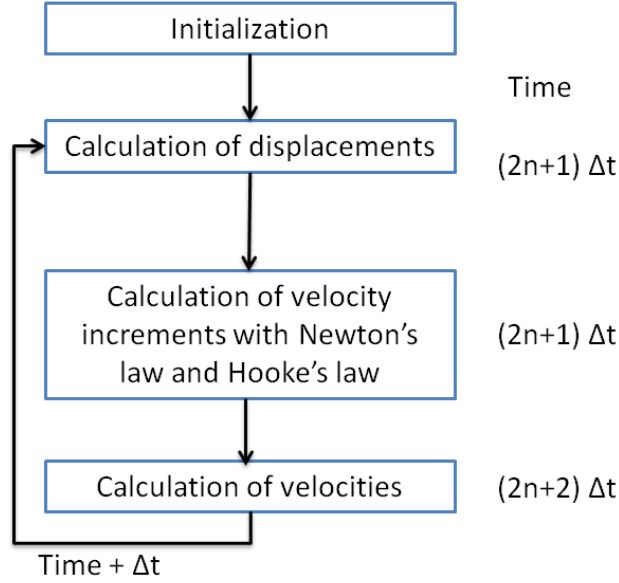 Initialization
Time
Calculation of displacements
(2n+1) Δt
Calculation of velocity
increments with Newton’s
law and Hooke’s law
(2n+1) Δt
Calculation of velocities
(2n+2) Δt
Time + Δt